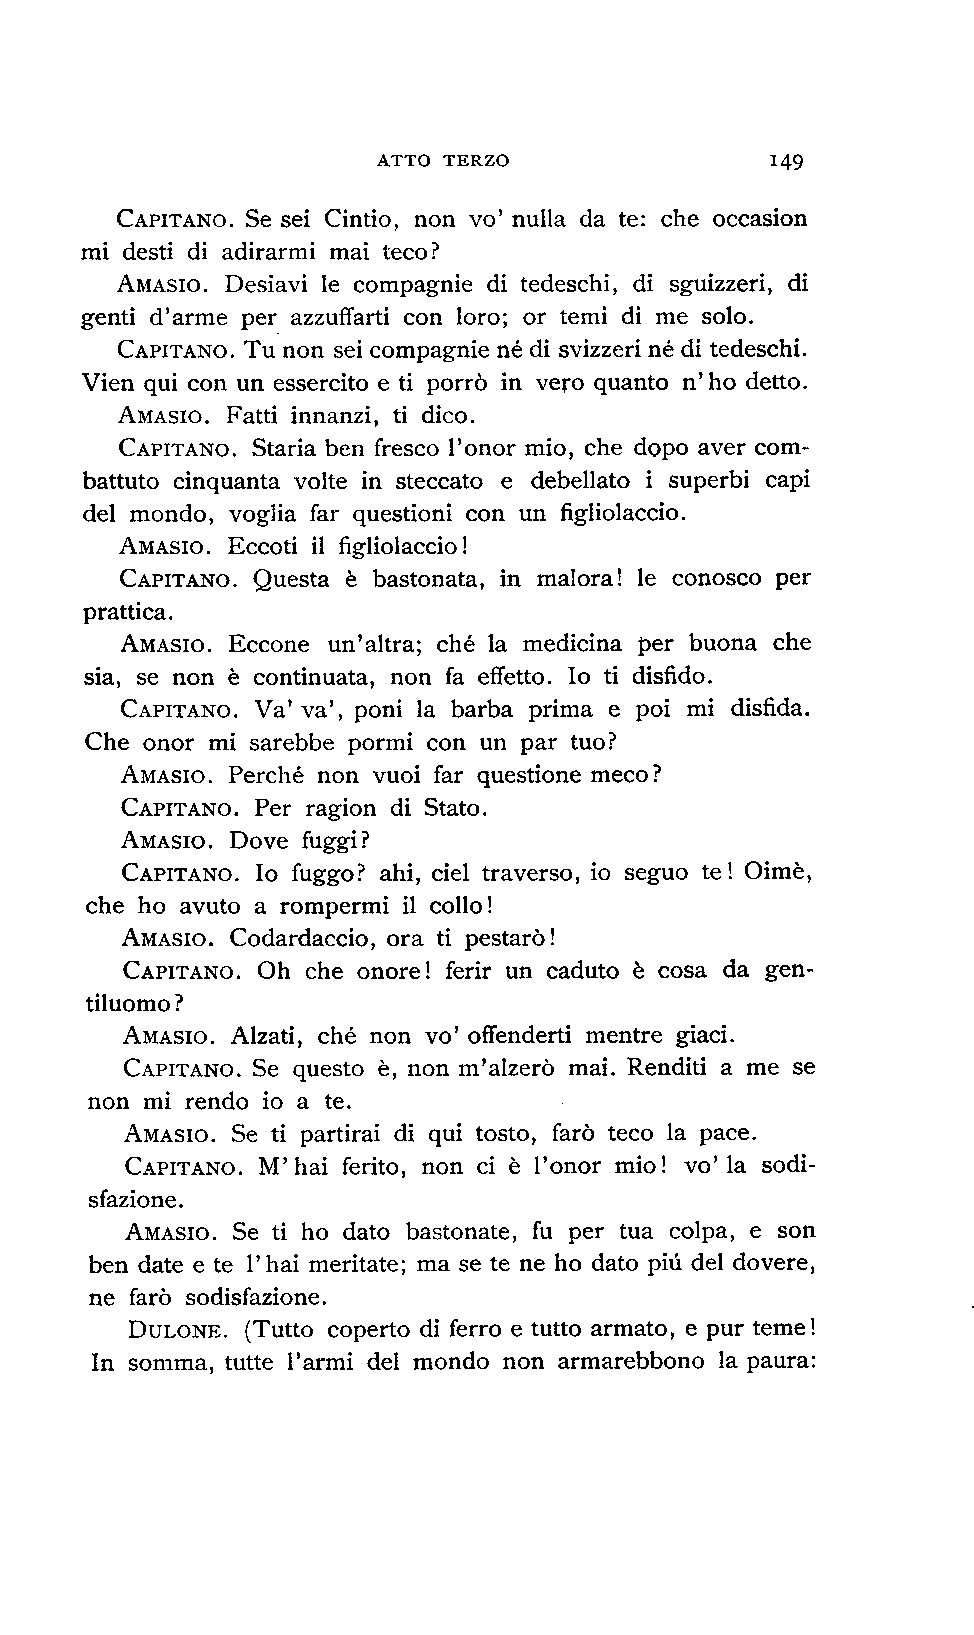 ATTO TERZO 149
CAPITANO. Se sei Cintio, non vo' nulla da te: che occasion
mi desti di adirarmi mai teco?
AMASIO. Desiavi le compagnie di tedeschi, di sguizzeri, di
genti d'arme per azzuffarti con loro; or temi di me solo.
CAPITANO. Tu non sei compagnie né di svizzeri né di tedeschi.
Vien qui con un essercito e ti porrò in vero quanto n'ho detto.
AMASIO. Fatti innanzi, ti dico.
CAPITANO. Staria ben fresco l'onor mio, che dopo aver com-
battuto cinquanta volte in steccato e debellato i superbi capi
del mondo, voglia far questioni con un figliolaccio.
AMASIO. Eccoti il figliolaccio!
CAPITANO. Questa è bastonata, in malora! le conosco per
prattica.
AMASIO. Eccone un'altra; ché la medicina per buona che
sia, se non è continuata, non fa effetto. Io ti disfido.
CAPITANO. Va' va', poni la barba prima e poi mi disfida.
Che onor mi sarebbe pormi con un par tuo?
AMASIO. Perché non vuoi far questione meco?
CAPITANO. Per ragion di Stato.
AMASIO. Dove fuggi?
CAPITANO. Io fuggo? ahi, ciel traverso, io seguo te! Oimè,
che ho avuto a rompermi il collo!
AMASIO. Codardaccio, ora ti pestarò!
CAPITANO. Oh che onore! ferir un caduto è cosa da gen-
tiluomo?
AMASIO. Alzati, ché non vo' offenderti mentre giaci.
CAPITANO. Se questo è, non m'alzerò mai. Renditi a me se
non mi rendo io a te.
AMASIO. Se ti partirai di qui tosto, farò teco la pace.
CAPITANO. M'hai ferito, non ci è l'onor mio! vo' la sodi-
sfazione.
AMASIO. Se ti ho dato bastonate, fu per tua colpa, e son
ben date e te l'hai meritate; ma se te ne ho dato piú del dovere,
ne farò sodisfazione.
DULONE. (Tutto coperto di ferro e tutto armato, e pur teme!
In somma, tutte l'armi del mondo non armarebbono la paura: